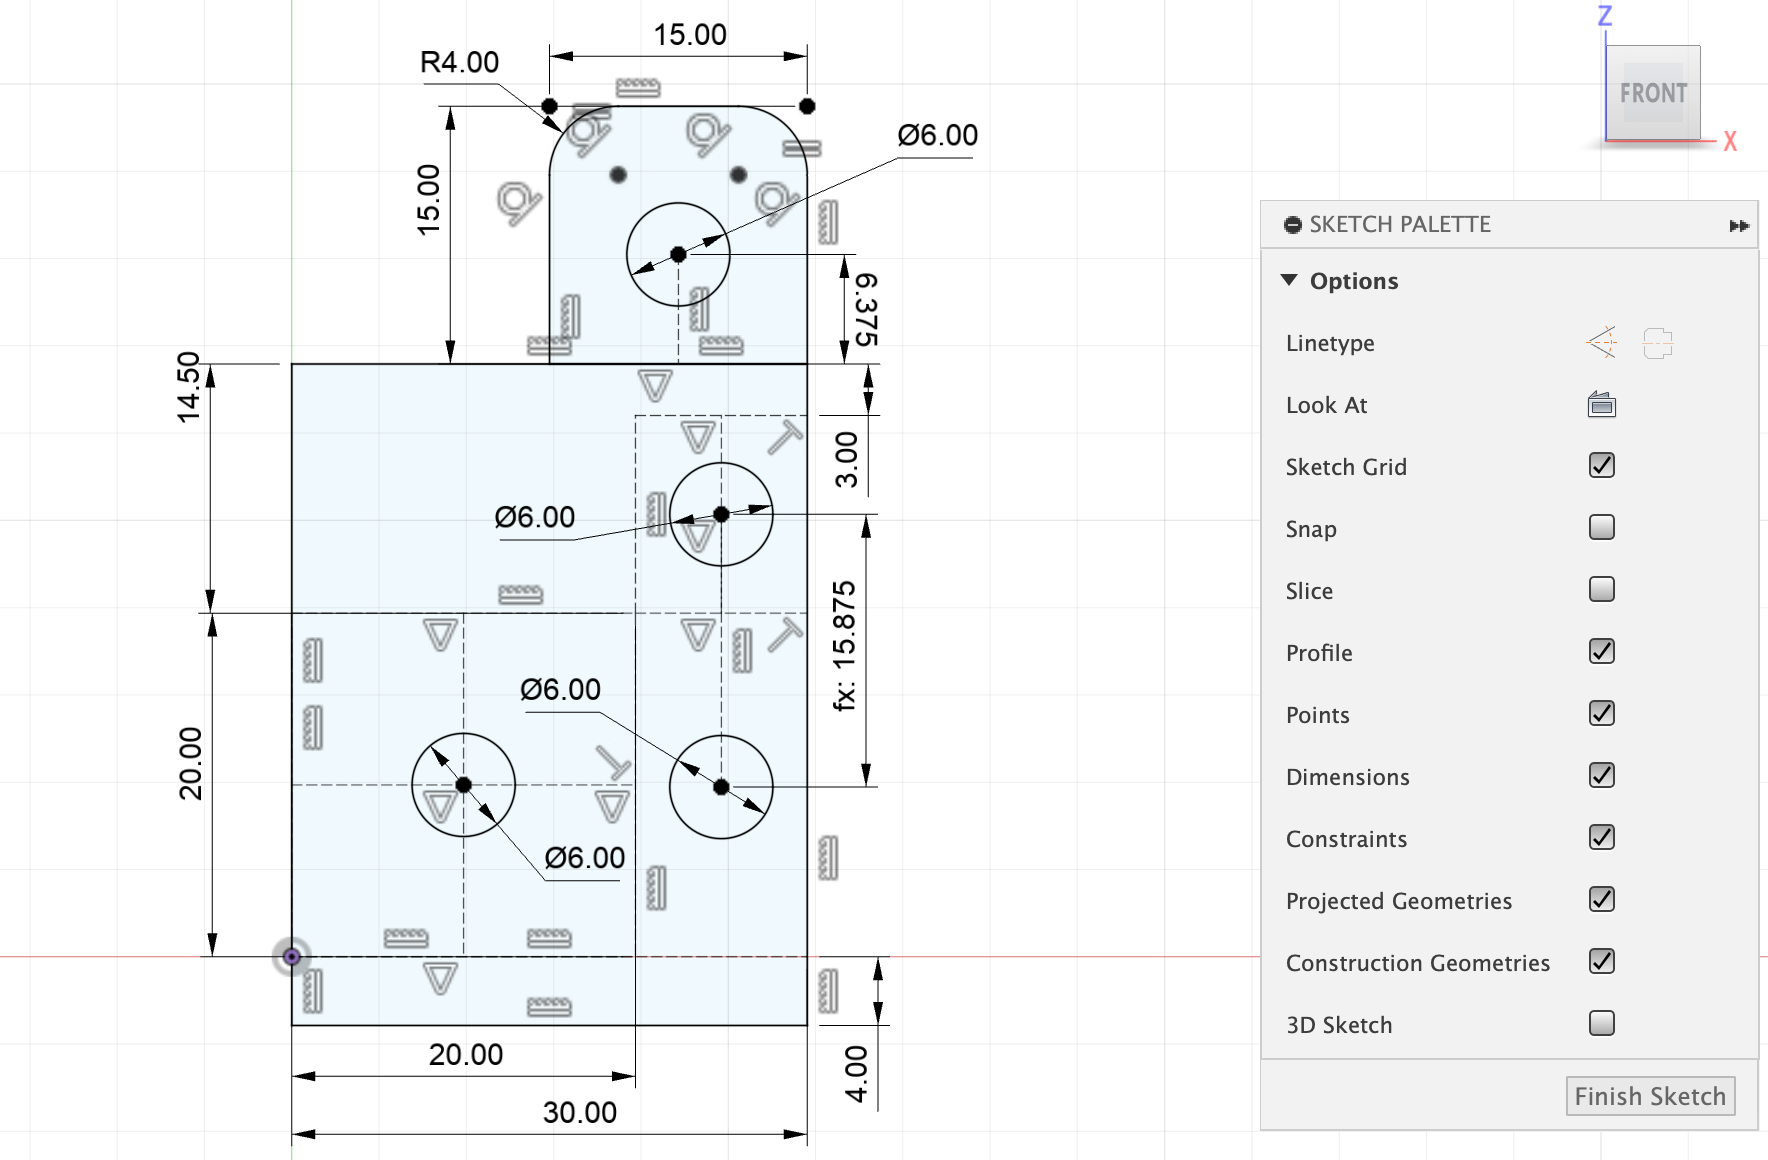 15.00
R4.00
Ø6.00
15.00
6.375
14.50
3.00
Ø6.00
fx: 15.875
Ø6.00
20.00
Ø6.00
20.00
4.00
30.00
Z
FRONT
X
SKETCH PALETTE
Options
Linetype
Look At
Sketch Grid
Snap
Slice
Profile
Points
Dimensions
Constraints
Projected Geometries
Construction Geometries
3D Sketch
Finish Sketch